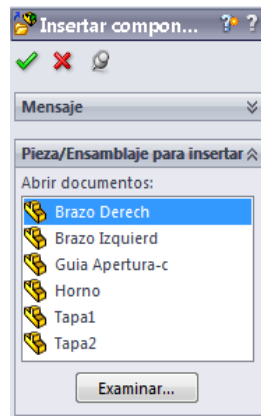 Insertar compon... ? ?
Mensaje
Pieza/Ensamblaje para insertar
Abrir documentos:
Brazo Derech
Brazo Izquierd
Guia Apertura-c
Horno
Tapa1
Tapa2
Examinar...